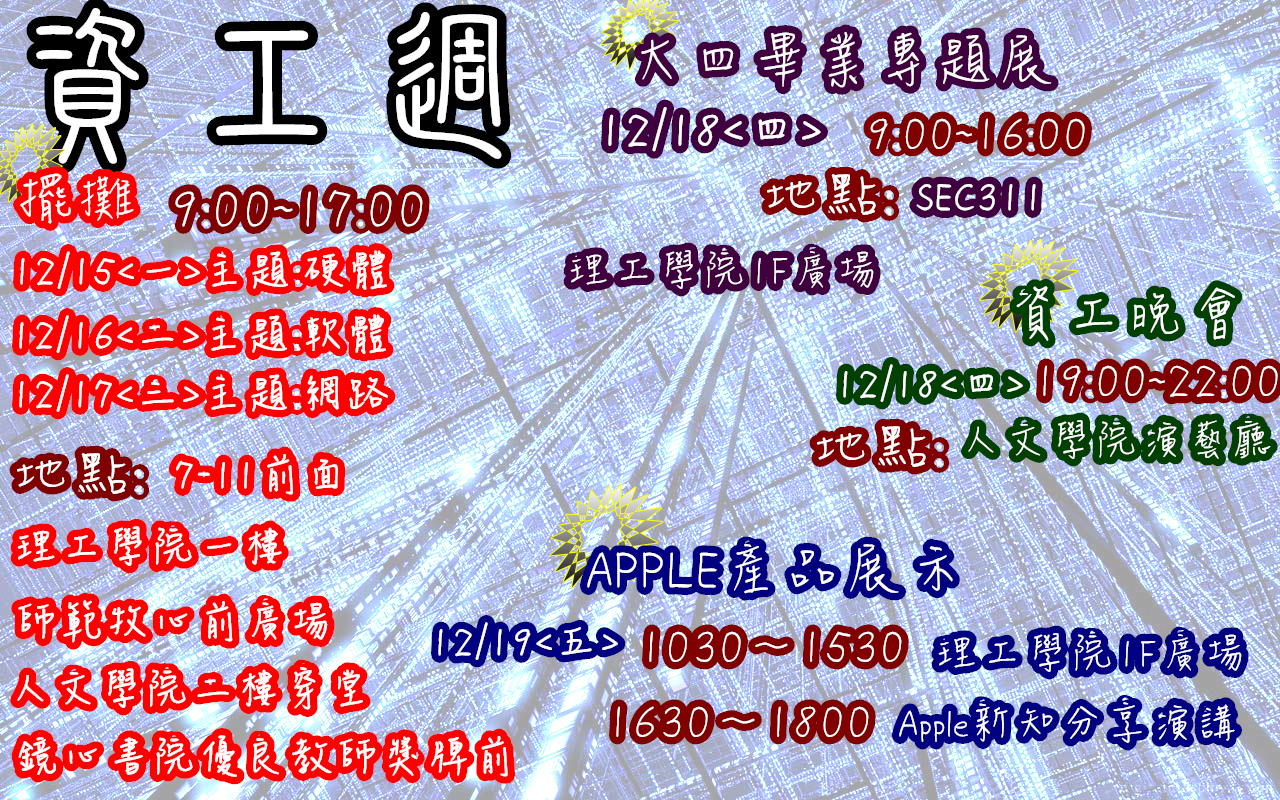 資工週
擺攤 9:00~17:00
12/15<一>主題:硬體
12/16<二>主題:軟體
12/17<三>主題:網路
地點: 7-11前面
理工學院一樓
師範牧心前廣場
人文學院二樓穿堂
鏡心書院優良教師獎牌前
大四畢業專題展
12/18<四> 9:00~16:00
地點: SEC311
理工學院1F廣場
資工晚會
12/18<四> 19:00~22:00
地點: 人文學院演藝廳
APPLE產品展示
12/19<五> 1030～1530 理工學院1F廣場
1630～1800 Apple新知分享演講